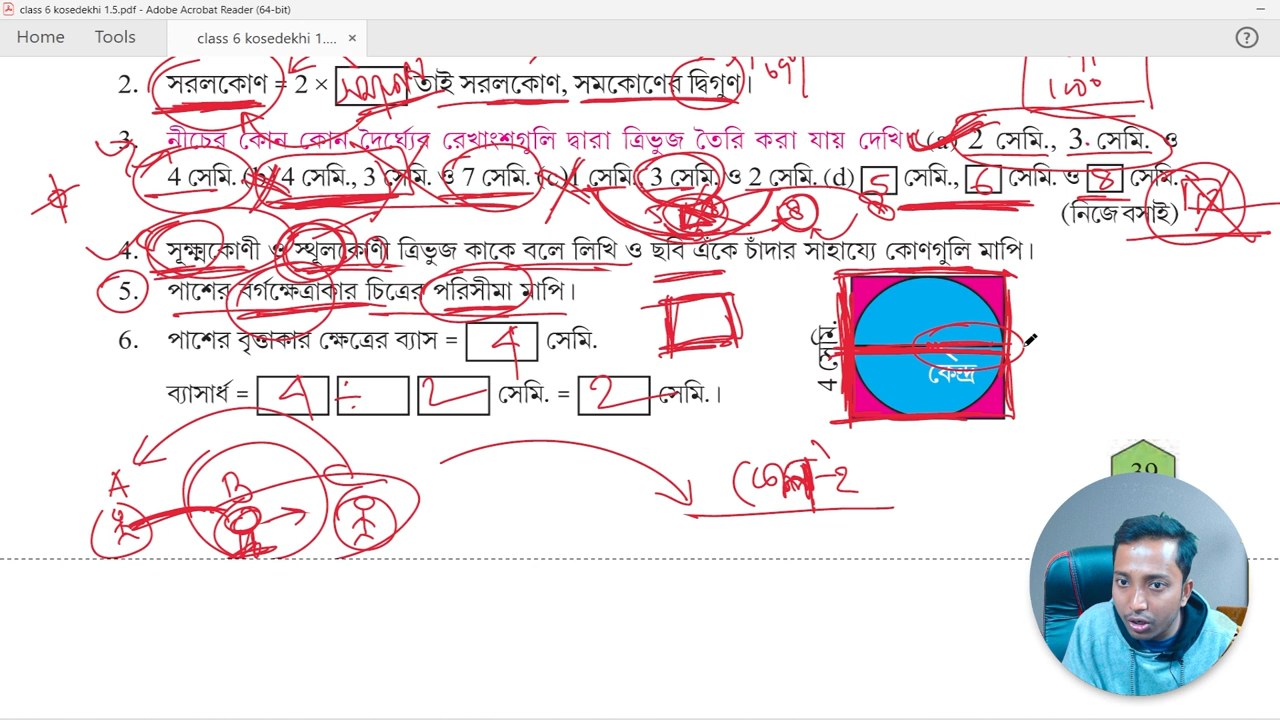 class 6 kosedekhi 1.5.pdf - Adobe Acrobat Reader (64-bit)
Home Tools class 6 kosedekhi 1.... × ?
2. সরলকোণ = 2 × সমকোণ তাই সরলকোণ, সমকোণের দ্বিগুণ।
3. নীচের কোন কোন দৈর্ঘ্যের রেখাংশগুলি দ্বারা ত্রিভুজ তৈরি করা যায় দেখি। (a) 2 সেমি., 3 সেমি. ও
4 সেমি. (b) 4 সেমি., 3 সেমি. ও 7 সেমি. (c) সেমি. 3 সেমি. ও 2 সেমি. (d) 5 সেমি., 6 সেমি. ও 8 সেমি.
(নিজে বসাই)
4. সূক্ষ্মকোণী ও স্থূলকোণী ত্রিভুজ কাকে বলে লিখি ও ছবি এঁকে চাঁদার সাহায্যে কোণগুলি মাপি।
5. পাশের বর্গক্ষেত্রাকার চিত্রের পরিসীমা মাপি।
6. পাশের বৃত্তাকার ক্ষেত্রের ব্যাস = 4 সেমি.
ব্যাসার্ধ = 4 ÷ 2 সেমি. = 2 সেমি.।
4 সেমি.
কেন্দ্র
A B
39